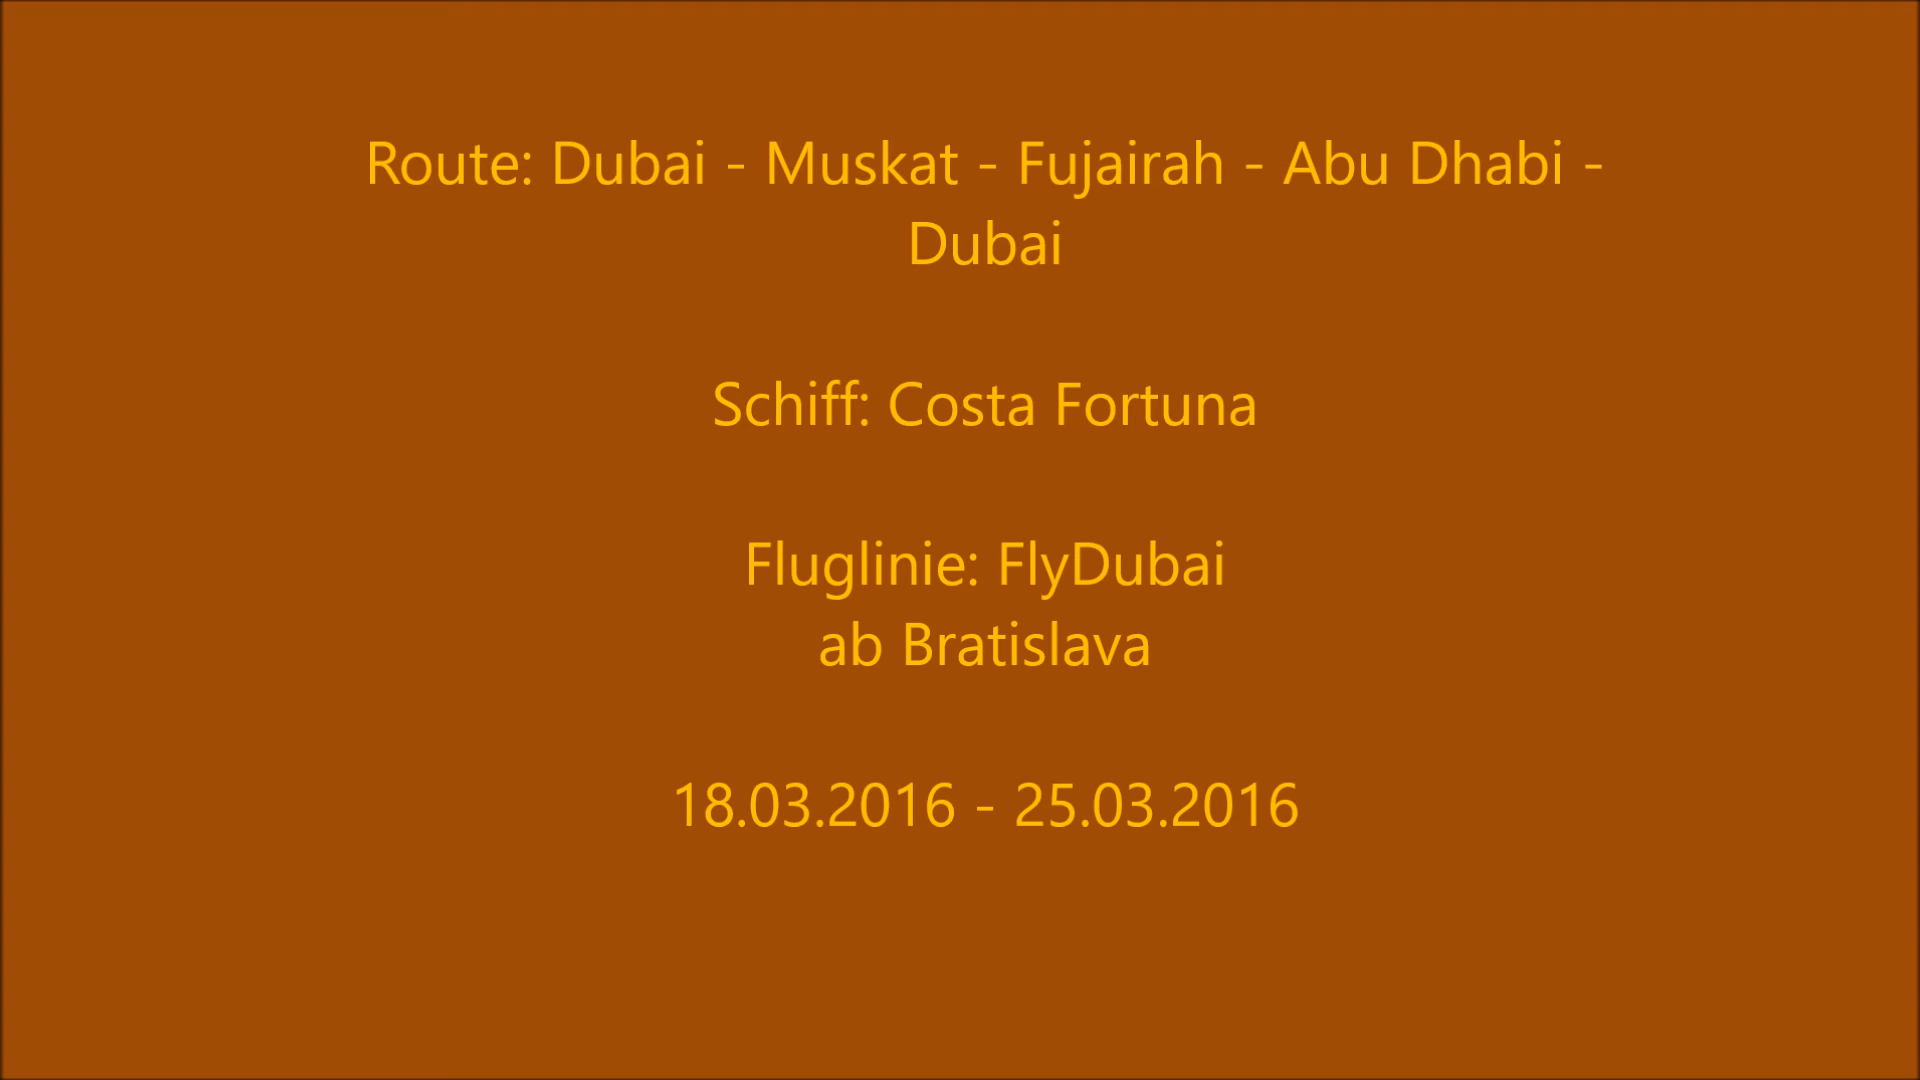 Route: Dubai - Muskat - Fujairah - Abu Dhabi -
Dubai
Schiff: Costa Fortuna
Fluglinie: FlyDubai
ab Bratislava
18.03.2016 - 25.03.2016